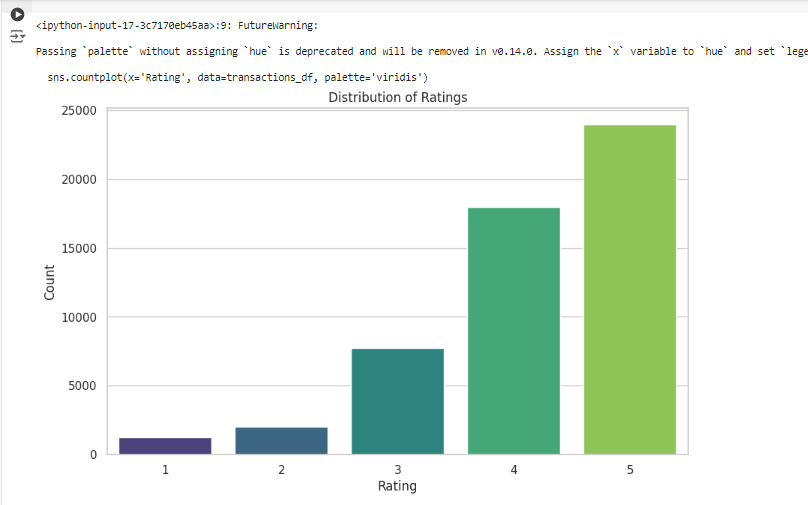 <ipython-input-17-3c7170eb45aa>:9: FutureWarning:
Passing `palette` without assigning `hue` is deprecated and will be removed in v0.14.0. Assign the `x` variable to `hue` and set `lege
sns.countplot(x='Rating', data=transactions_df, palette='viridis')
Distribution of Ratings
25000
20000
15000
10000
5000
0
Count
1 2 3 4 5
Rating